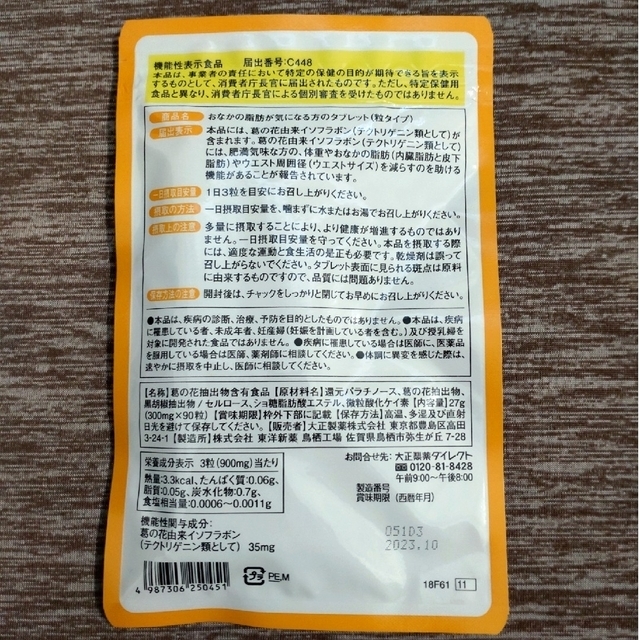 機能性表示食品 届出番号:C448
本品は、事業者の責任において特定の保健の目的が期待できる旨を表示
するものとして、消費者庁長官に届出されたものです。ただし、特定保健用
食品と異なり、消費者庁長官による個別審査を受けたものではありません。
商品名 おなかの脂肪が気になる方のタブレット(粒タイプ)
届出表示 本品には、葛の花由来イソフラボン(テクトリゲニン類として)が
含まれます。葛の花由来イソフラボン(テクトリゲニン類として)
には、肥満気味な方の、体重やおなかの脂肪(内臓脂肪と皮下
脂肪)やウエスト周囲径(ウエストサイズ)を減らすのを助ける
機能があることが報告されています。
一日摂取目安量 1日3粒を目安にお召し上がりください。
摂取の方法 一日摂取目安量を、噛まずに水またはお湯でお召し上がりください。
摂取上の注意 多量に摂取することにより、より健康が増進するものではあり
ません。一日摂取目安量を守ってください。本品を摂取する際
には、適度な運動と食生活の是正も必要です。乾燥剤は誤って
召し上がらないでください。タブレット表面に見られる斑点は原料
に由来するものですので、品質には問題ありません。
保存方法の注意 開封後は、チャックをしっかりと閉じてお早めにお召し上がりください。
●本品は、疾病の診断、治療、予防を目的としたものではありません。●本品は、疾病
に罹患している者、未成年者、妊産婦(妊娠を計画している者を含む。)及び授乳婦を
対象に開発された食品ではありません。●疾病に罹患している場合は医師に、医薬品
を服用している場合は医師、薬剤師に相談してください。●体調に異変を感じた際は、
速やかに摂取を中止し、医師に相談してください。
【名称】葛の花抽出物含有食品【原材料名】還元パラチノース、葛の花抽出物、
黒胡椒抽出物/セルロース、ショ糖脂肪酸エステル、微粒酸化ケイ素【内容量】27g
(300mg×90粒)【賞味期限】枠外下部に記載【保存方法】高温、多湿及び直射
日光を避けて保存してください。【販売者】大正製薬株式会社 東京都豊島区高田
3-24-1【製造所】株式会社 東洋新薬 鳥栖工場 佐賀県鳥栖市弥生が丘 7-28
栄養成分表示 3粒(900mg)当たり
熱量:3.3kcal、たんぱく質:0.06g、
脂質:0.05g、炭水化物:0.7g、
食塩相当量:0.0006〜0.0011g
機能性関与成分:
葛の花由来イソフラボン
(テクトリゲニン類として) 35mg
お問合せ先:大正製薬ダイレクト
0120-81-8428
午前9:00〜午後8:00
製造番号
賞味期限(西暦年月)
051D3
2023.10
4 987306 250451
プラ PE,M
18F61 11